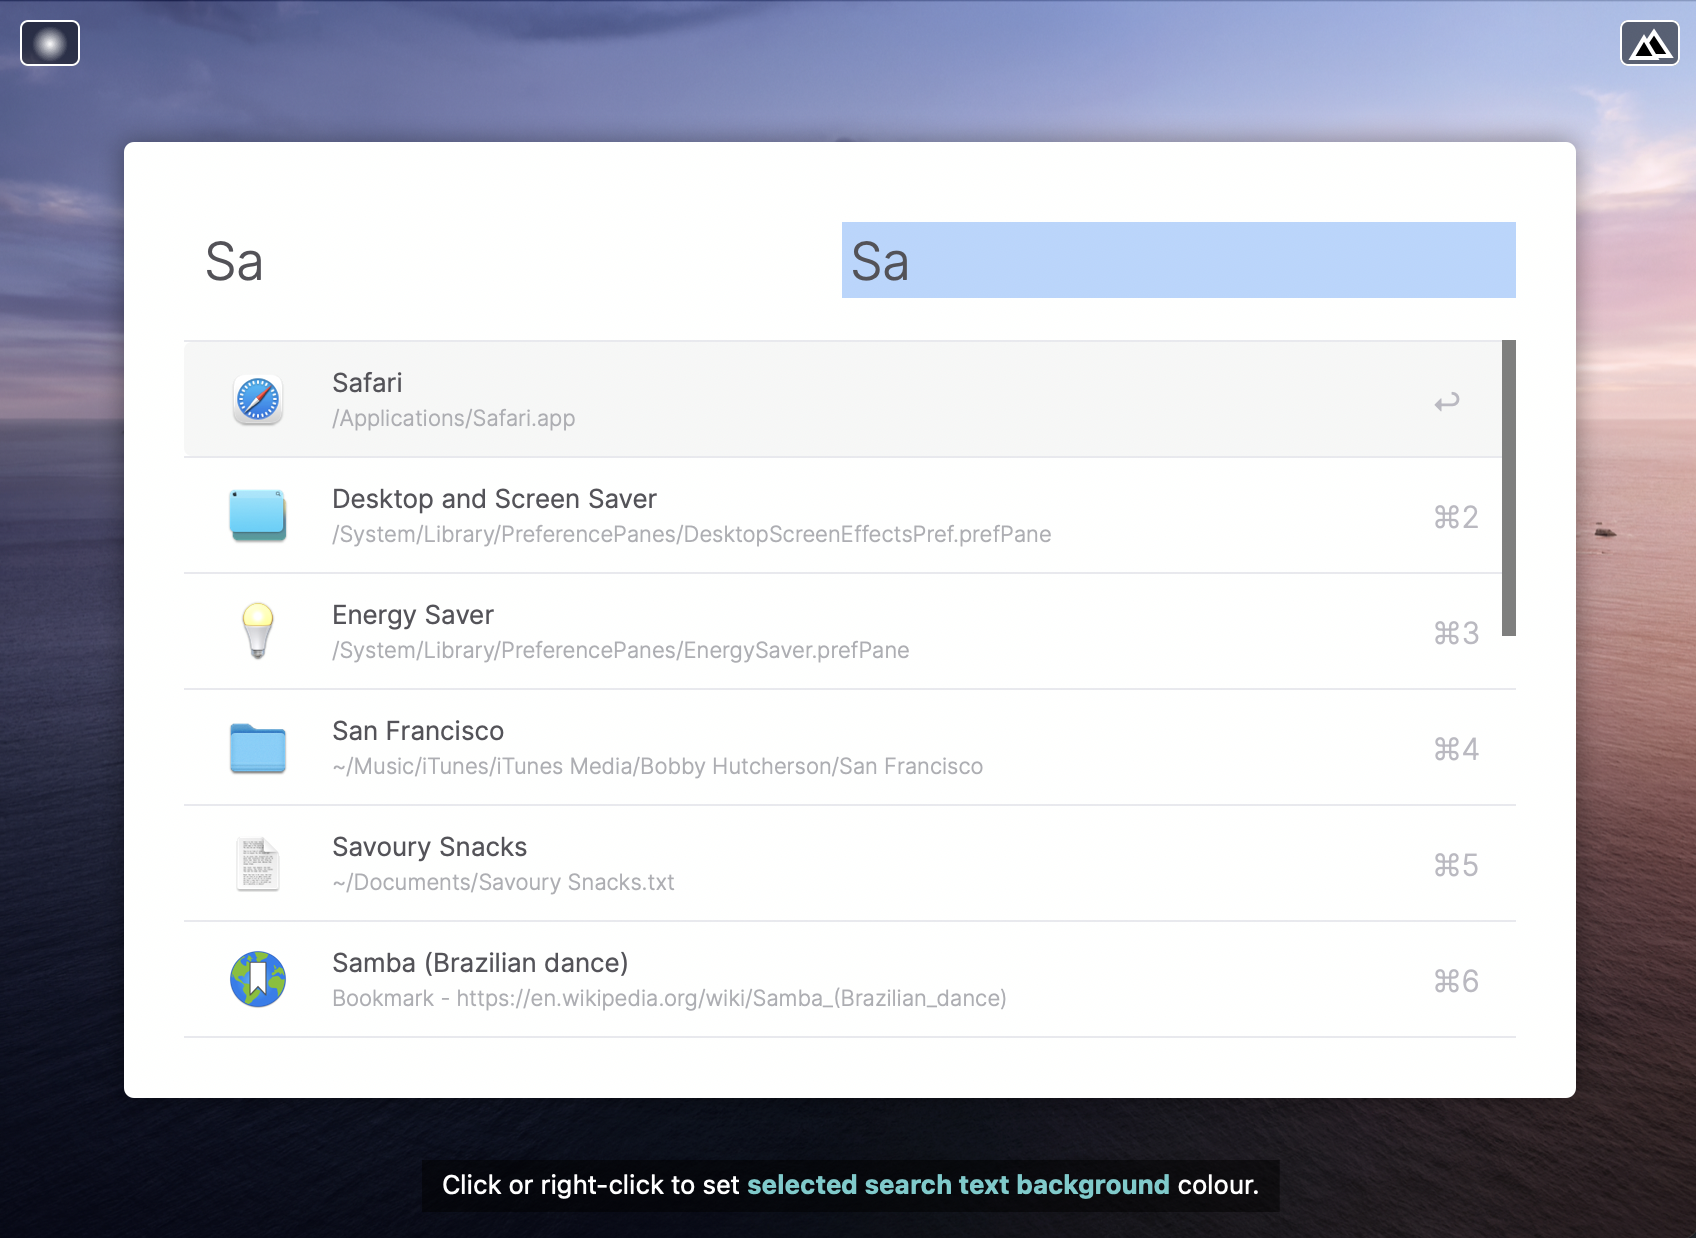 Sa
Sa
Safari
/Applications/Safari.app
Desktop and Screen Saver
/System/Library/PreferencePanes/DesktopScreenEffectsPref.prefPane
⌘2
Energy Saver
/System/Library/PreferencePanes/EnergySaver.prefPane
⌘3
San Francisco
~/Music/iTunes/iTunes Media/Bobby Hutcherson/San Francisco
⌘4
Savoury Snacks
~/Documents/Savoury Snacks.txt
⌘5
Samba (Brazilian dance)
Bookmark - https://en.wikipedia.org/wiki/Samba_(Brazilian_dance)
⌘6
Click or right-click to set selected search text background colour.